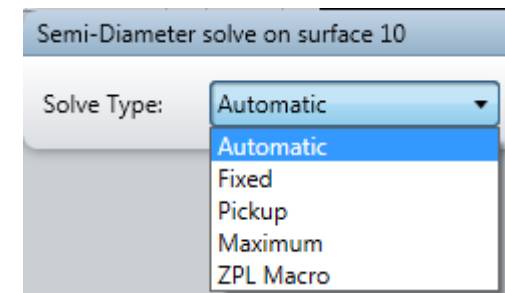 Semi-Diameter solve on surface 10
Solve Type: Automatic
Automatic
Fixed
Pickup
Maximum
ZPL Macro